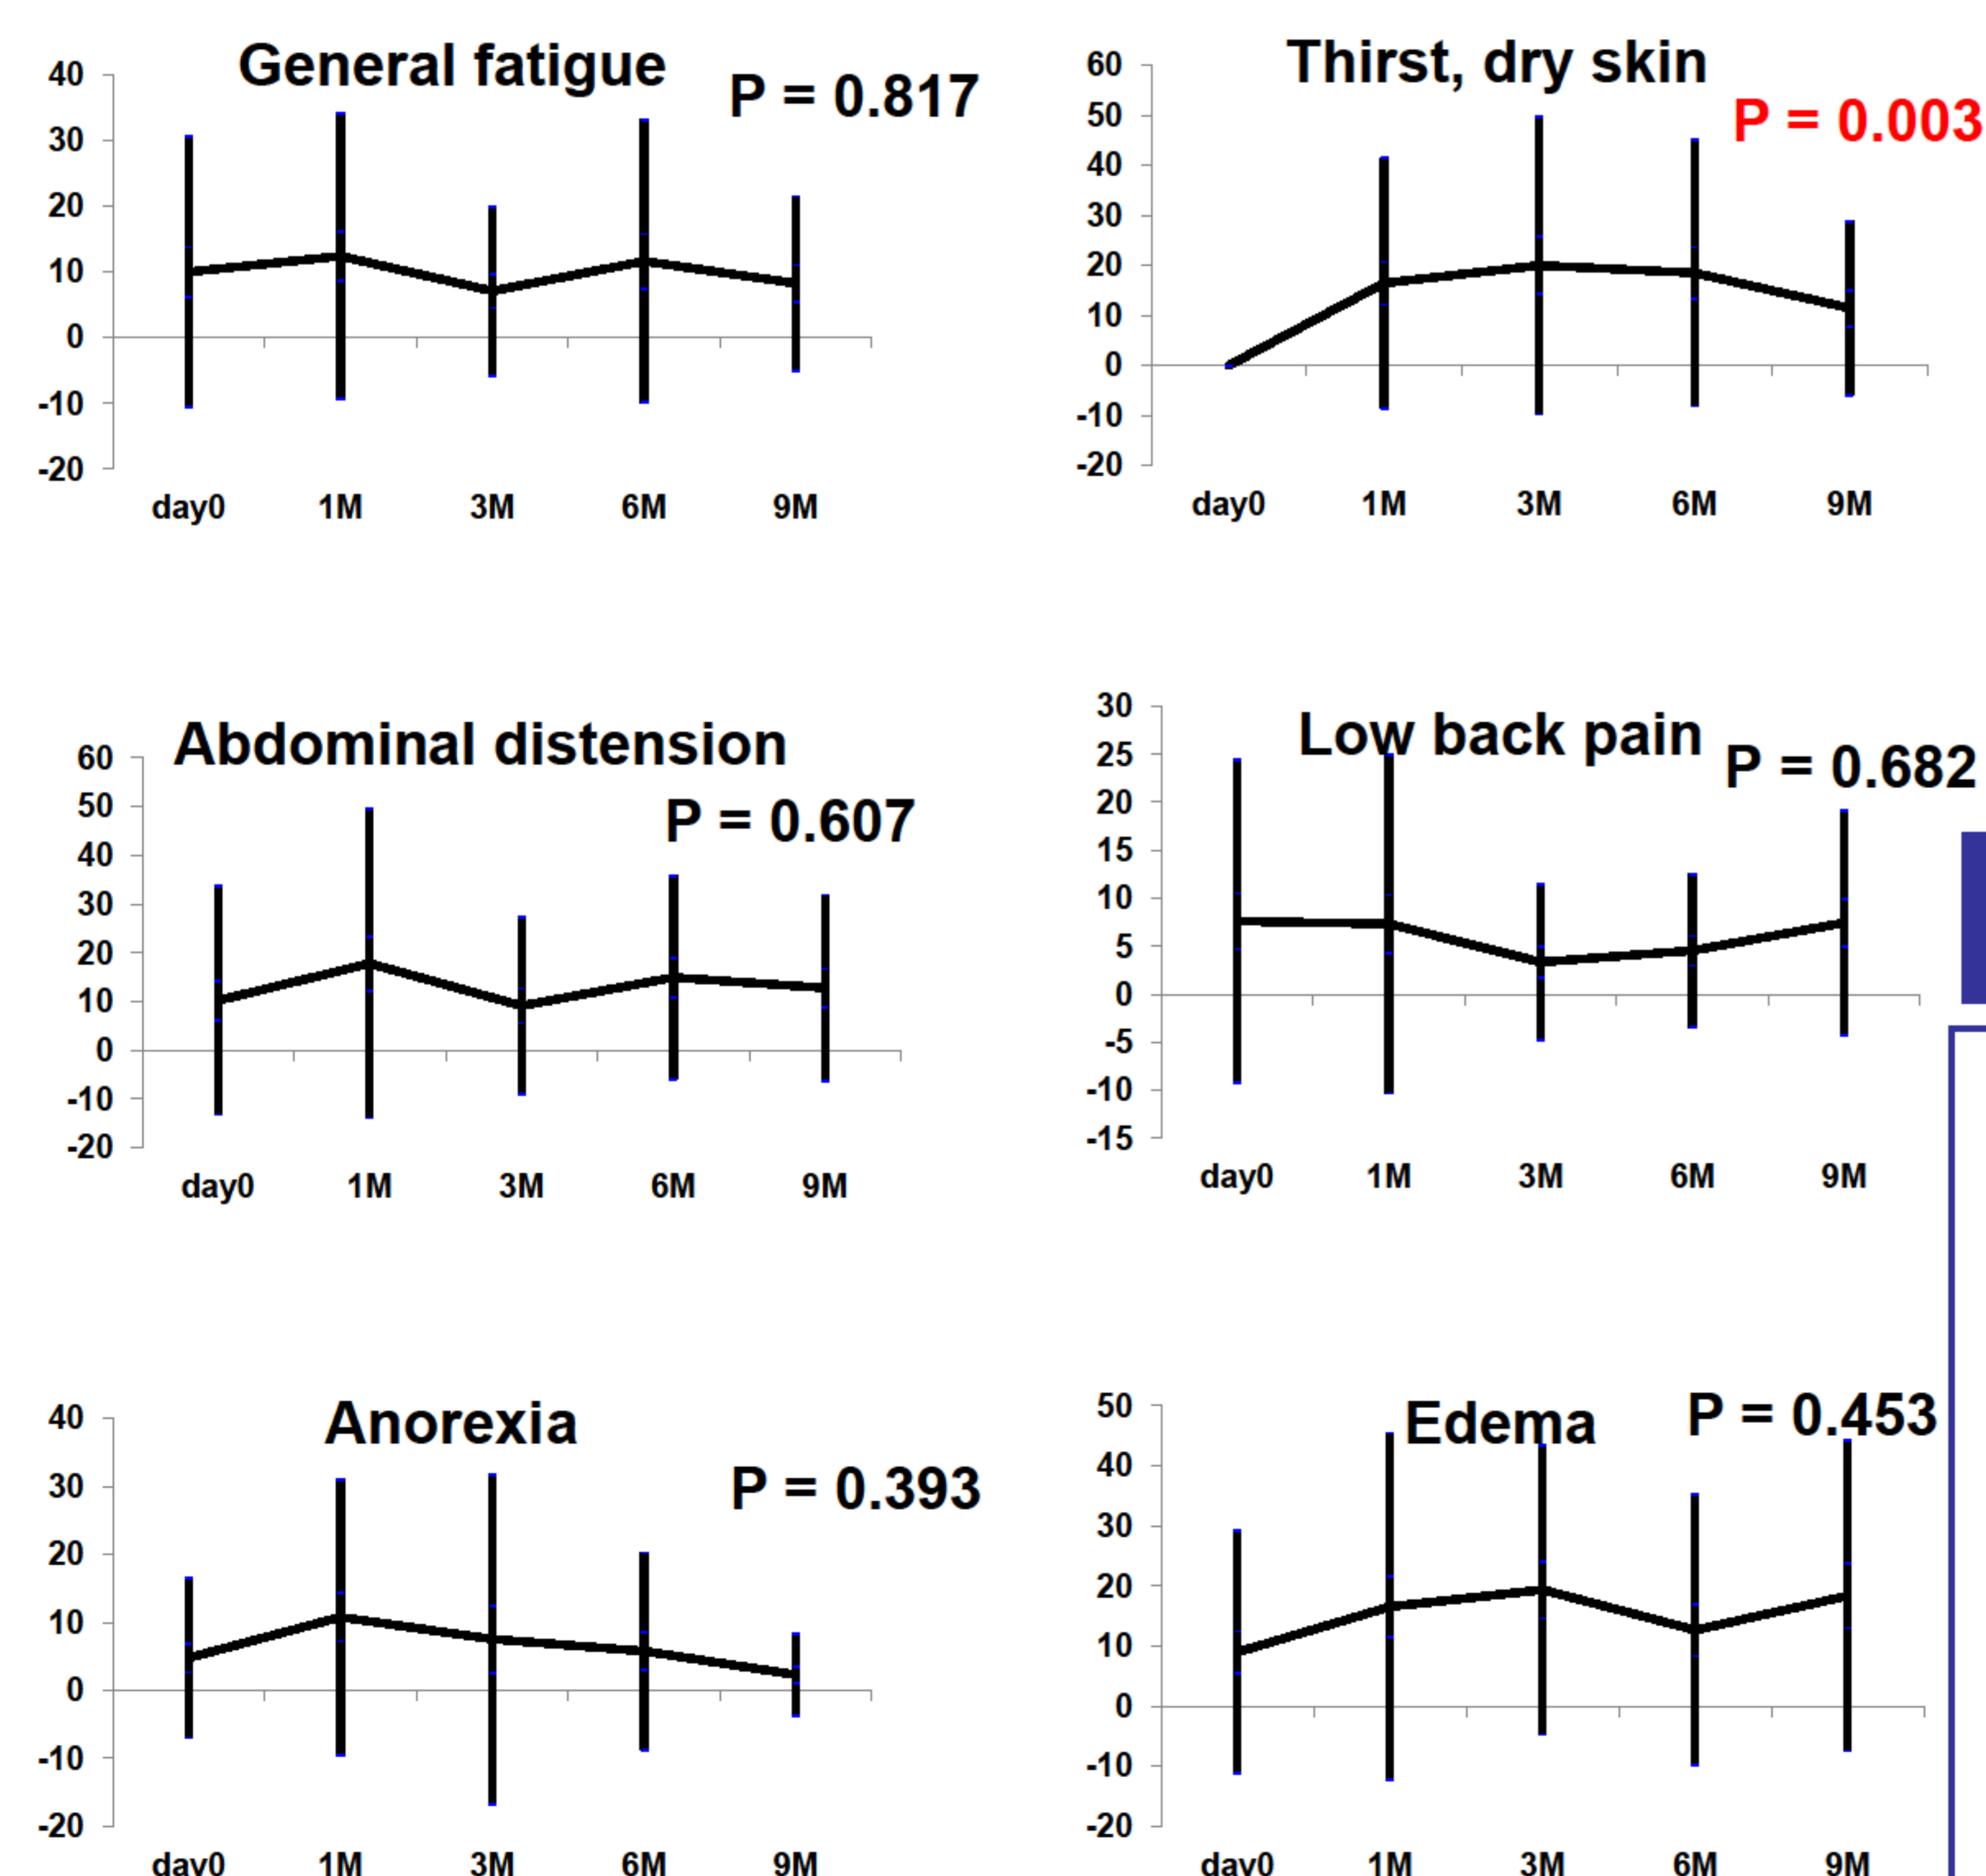 General fatigue
P = 0.817
40
30
20
10
0
-10
-20
day0 1M 3M 6M 9M
Thirst, dry skin
P = 0.003
60
50
40
30
20
10
0
-10
-20
day0 1M 3M 6M 9M
Abdominal distension
P = 0.607
60
50
40
30
20
10
0
-10
-20
day0 1M 3M 6M 9M
Low back pain
P = 0.682
30
25
20
15
10
5
0
-5
-10
-15
day0 1M 3M 6M 9M
Anorexia
P = 0.393
40
30
20
10
0
-10
-20
day0 1M 3M 6M 9M
Edema
P = 0.453
50
40
30
20
10
0
-10
-20
day0 1M 3M 6M 9M